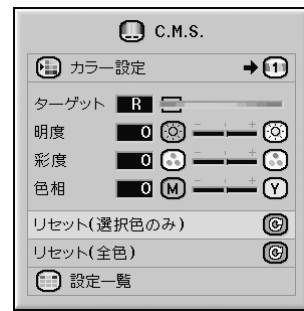 C.M.S.
カラー設定 1
ターゲット R
明度 0 − +
彩度 0 − +
色相 0 M − + Y
リセット(選択色のみ)
リセット(全色)
設定一覧